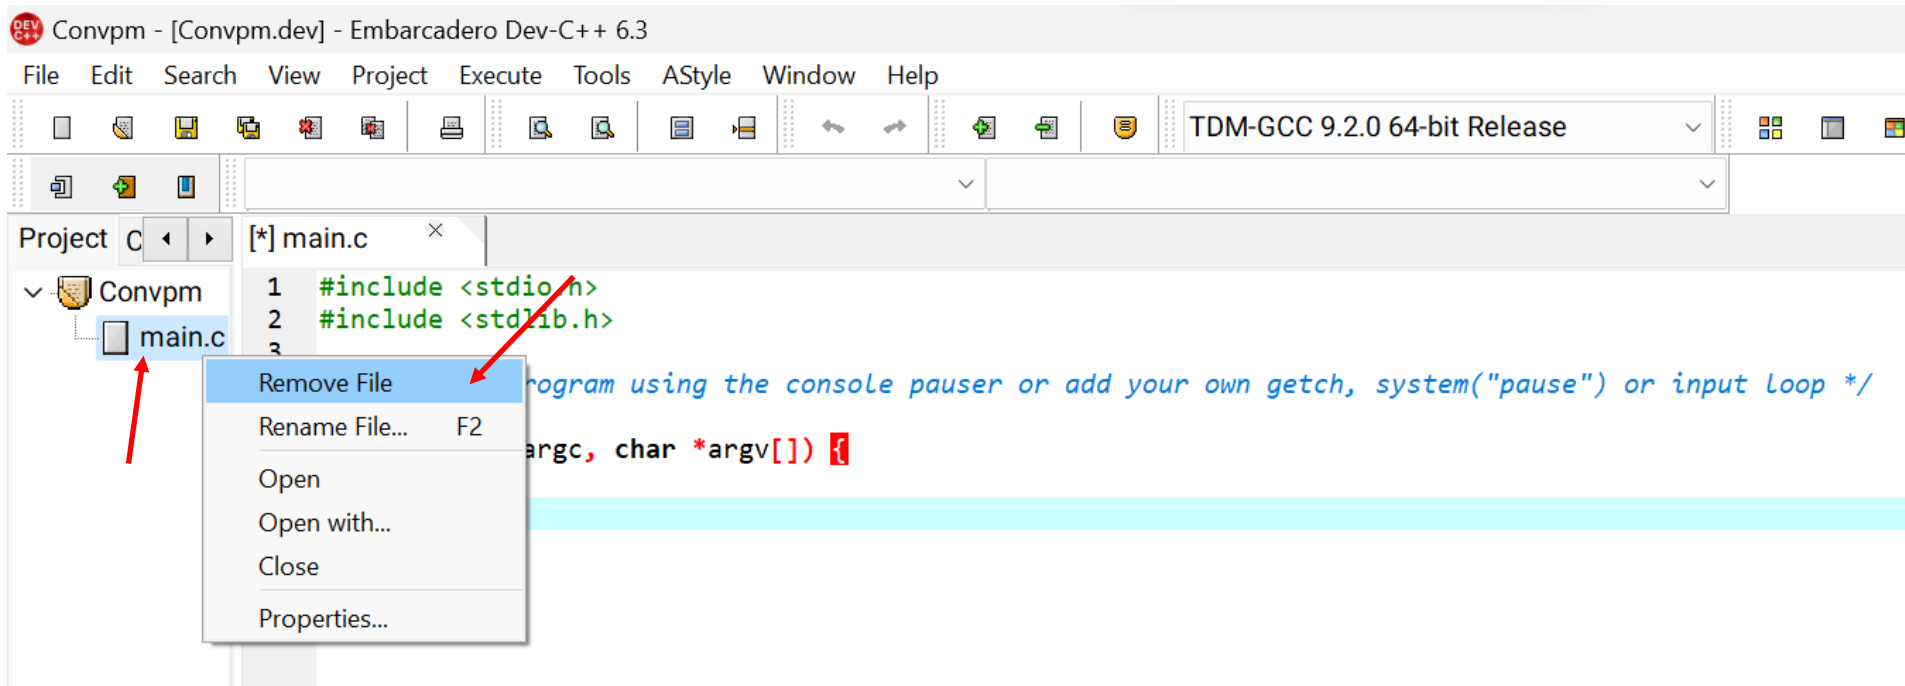 DEV C++ Convpm - [Convpm.dev] - Embarcadero Dev-C++ 6.3
File Edit Search View Project Execute Tools AStyle Window Help
TDM-GCC 9.2.0 64-bit Release
Project C [*] main.c
Convpm
main.c
1 #include <stdio.h>
2 #include <stdlib.h>
3
rogram using the console pauser or add your own getch, system("pause") or input loop */
argc, char *argv[]) {
Remove File
Rename File... F2
Open
Open with...
Close
Properties...